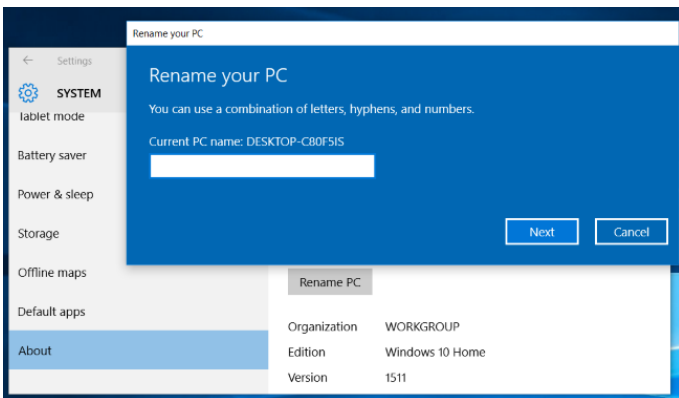 Rename your PC
Settings
SYSTEM
Tablet mode
Battery saver
Power & sleep
Storage
Offline maps
Default apps
About
Rename your PC
You can use a combination of letters, hyphens, and numbers.
Current PC name: DESKTOP-C80F5IS
Next Cancel
Rename PC
Organization WORKGROUP
Edition Windows 10 Home
Version 1511